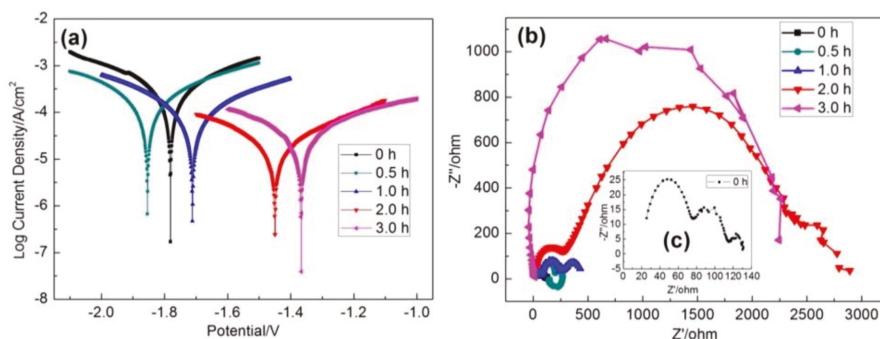 (a)
Log Current Density/A/cm²
-2
-3
-4
-5
-6
-7
-8
-2.0
-1.8
-1.6
-1.4
-1.2
-1.0
Potential/V
0 h
0.5 h
1.0 h
2.0 h
3.0 h
(b)
-Z''/ohm
1000
800
600
400
200
0
0
500
1000
1500
2000
2500
3000
Z'/ohm
0 h
0.5 h
1.0 h
2.0 h
3.0 h
(c)
0 h
-Z''/ohm
25
20
15
10
5
0
-5
0 20 40 60 80 100 120 140
Z'/ohm